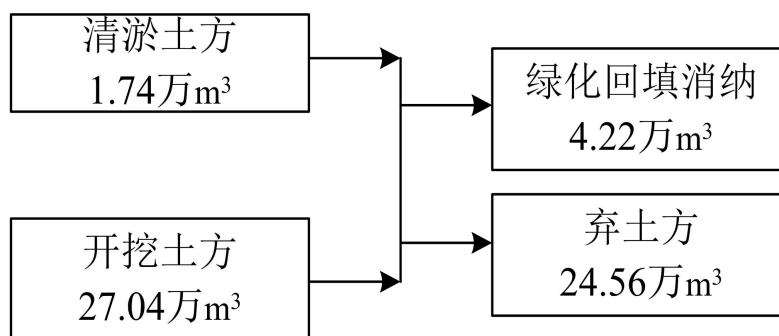 清淤土方
1.74万m³
绿化回填消纳
4.22万m³
开挖土方
27.04万m³
弃土方
24.56万m³